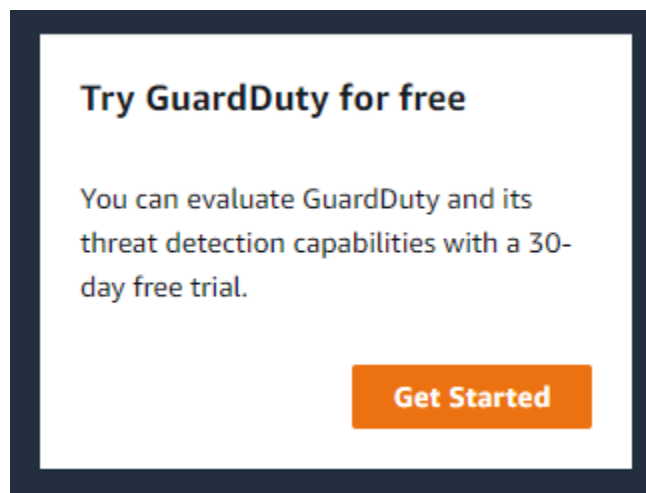 Try GuardDuty for free
You can evaluate GuardDuty and its
threat detection capabilities with a 30-
day free trial.
Get Started